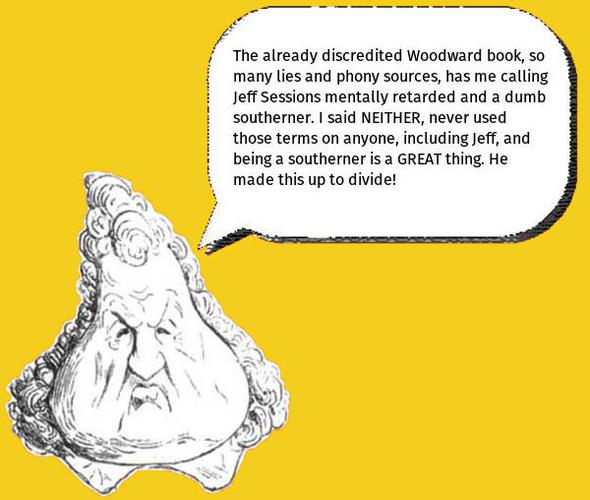 The already discredited Woodward book, so
many lies and phony sources, has me calling
Jeff Sessions mentally retarded and a dumb
southerner. I said NEITHER, never used
those terms on anyone, including Jeff, and
being a southerner is a GREAT thing. He
made this up to divide!